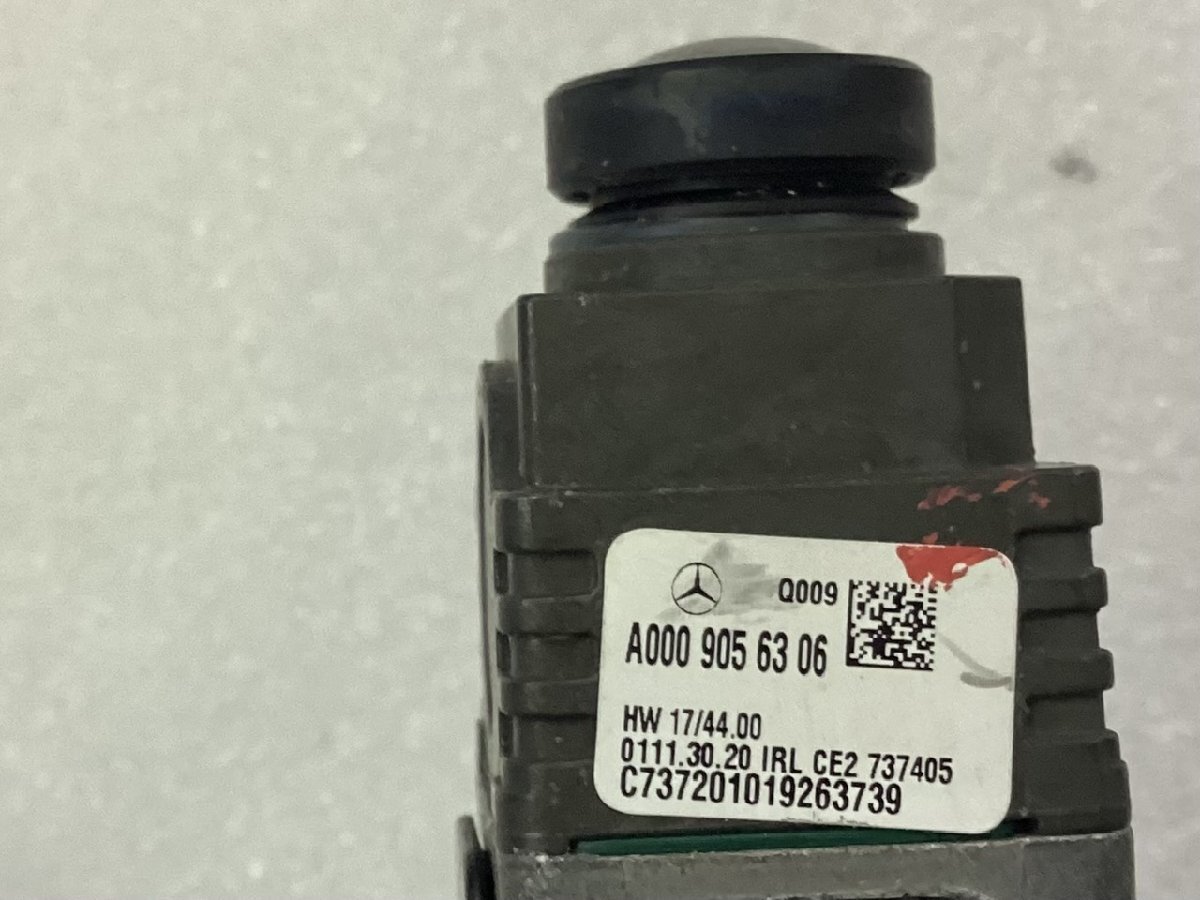 Q009
A000 905 63 06
HW 17/44.00
0111.30.20 IRL CE2 737405
C737201019263739